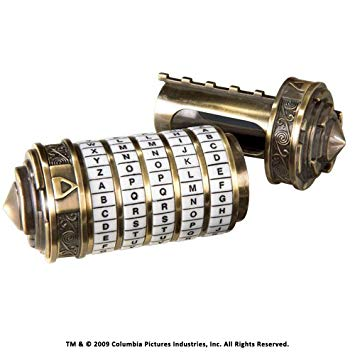 W
X
Y
Z
A
B
C
D
E
L
M
N
O
P
Q
R
S
T
M
N
O
P
Q
R
S
T
U
I
J
K
L
M
N
O
P
Q
A
B
C
D
E
F
G
H
I
TM & © 2009 Columbia Pictures Industries, Inc. All Rights Reserved.